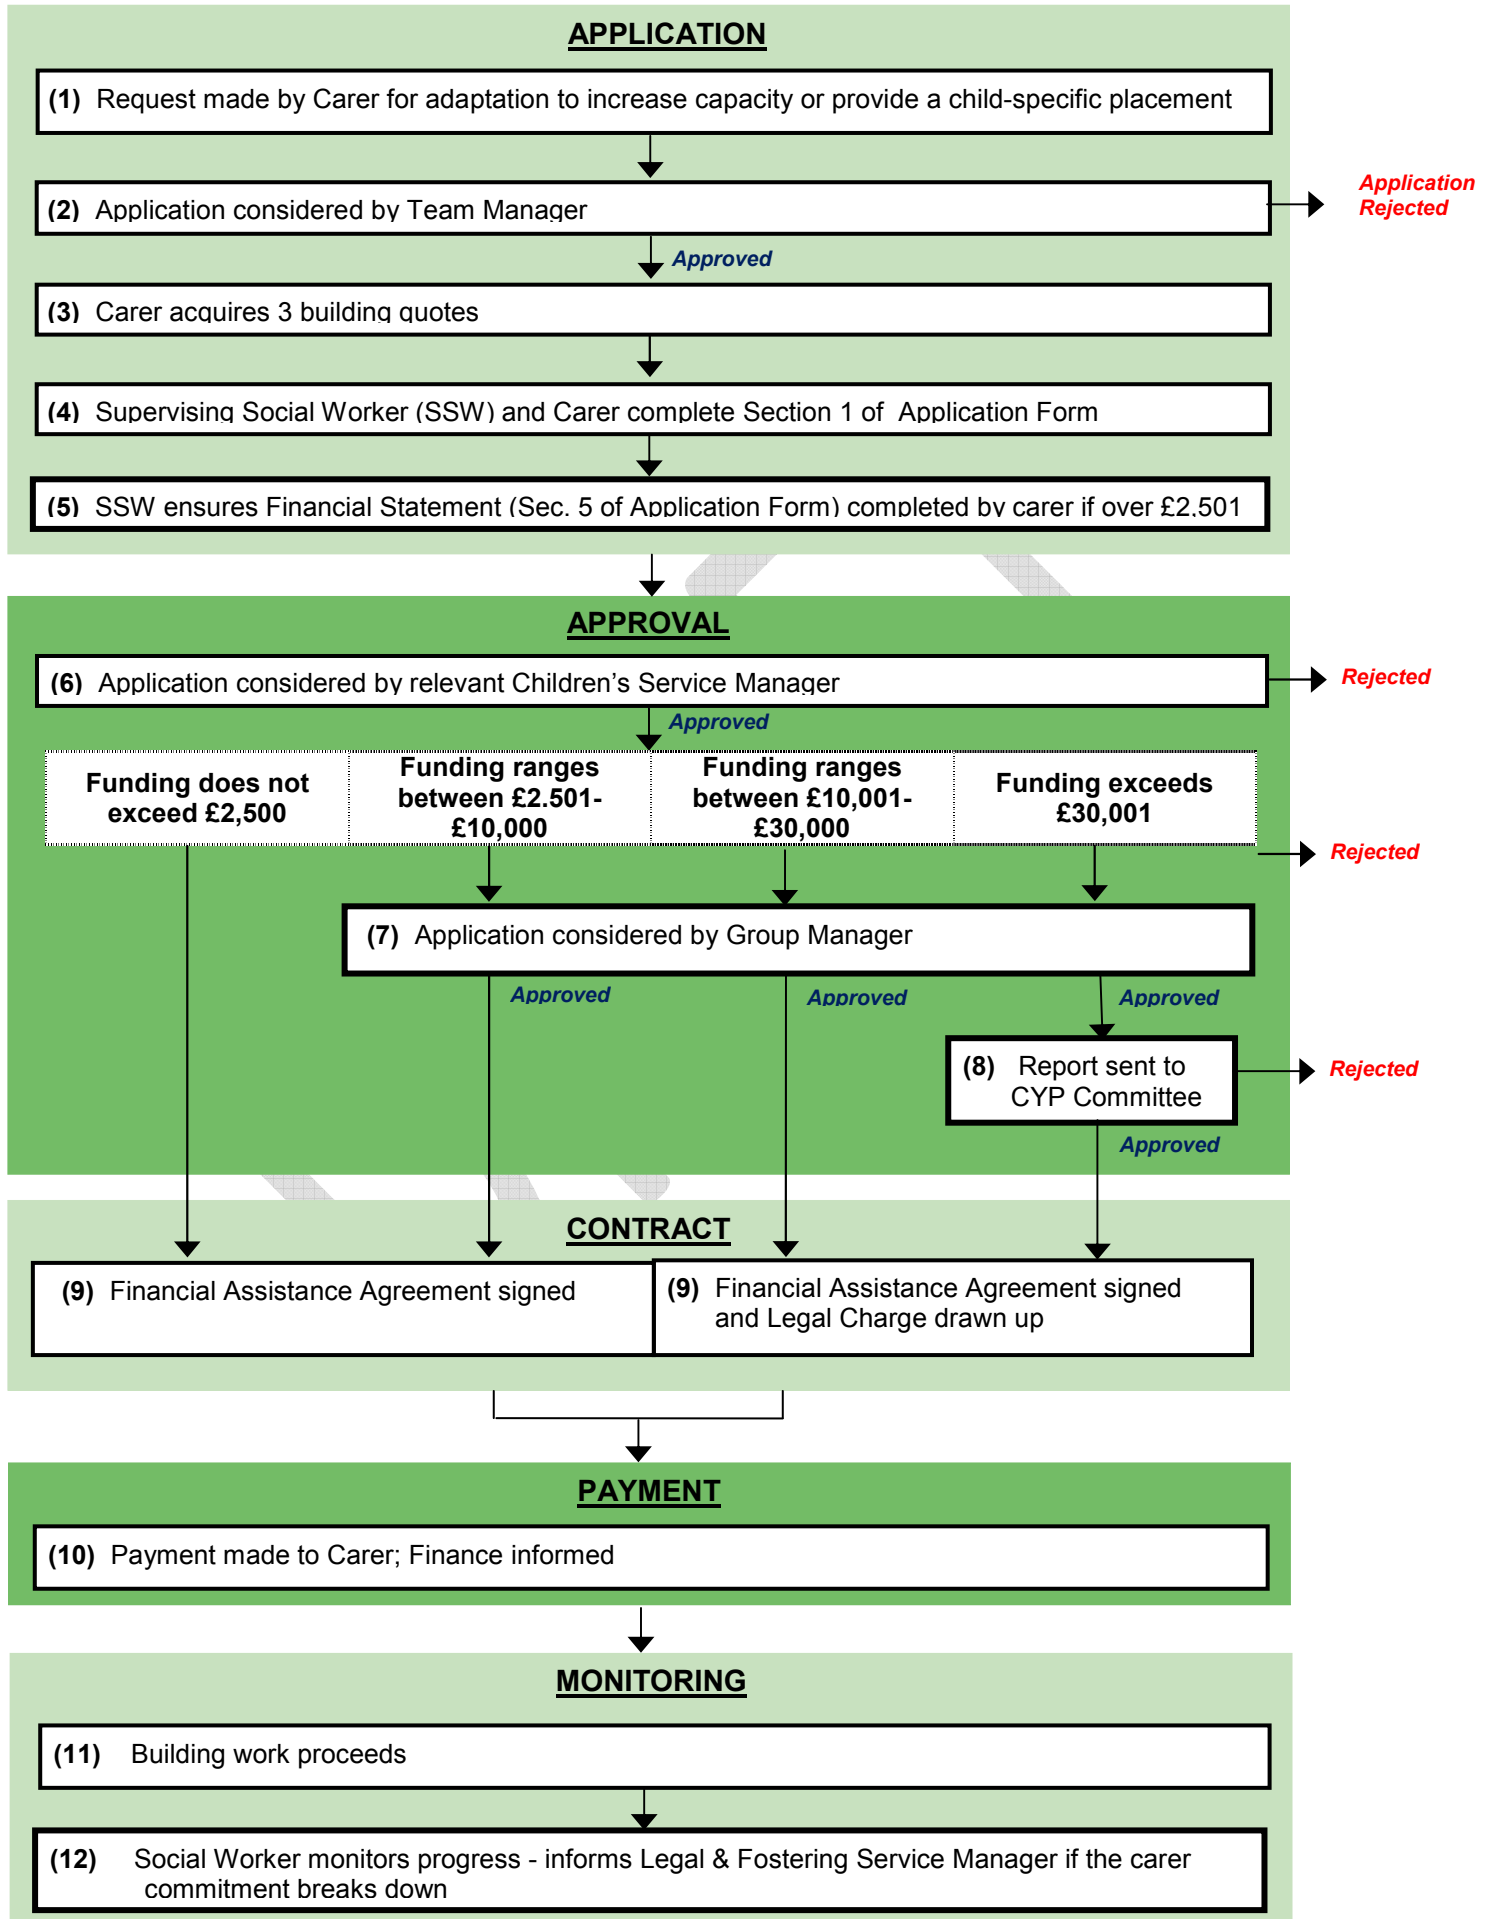 APPLICATION
(1) Request made by Carer for adaptation to increase capacity or provide a child-specific placement
Application
Rejected
(2) Application considered by Team Manager
Approved
(3) Carer acquires 3 building quotes
(4) Supervising Social Worker (SSW) and Carer complete Section 1 of Application Form
(5) SSW ensures Financial Statement (Sec. 5 of Application Form) completed by carer if over £2,501
APPROVAL
(6) Application considered by relevant Children's Service Manager
Rejected
Approved
Funding does not
exceed £2,500
Funding ranges
between £2.501-
£10,000
Funding ranges
between £10,001-
£30,000
Funding exceeds
£30,001
Rejected
(7) Application considered by Group Manager
Approved
Approved
Approved
(8) Report sent to
CYP Committee
Rejected
Approved
CONTRACT
(9) Financial Assistance Agreement signed
(9) Financial Assistance Agreement signed
and Legal Charge drawn up
PAYMENT
(10) Payment made to Carer; Finance informed
MONITORING
(11) Building work proceeds
(12) Social Worker monitors progress - informs Legal & Fostering Service Manager if the carer
commitment breaks down